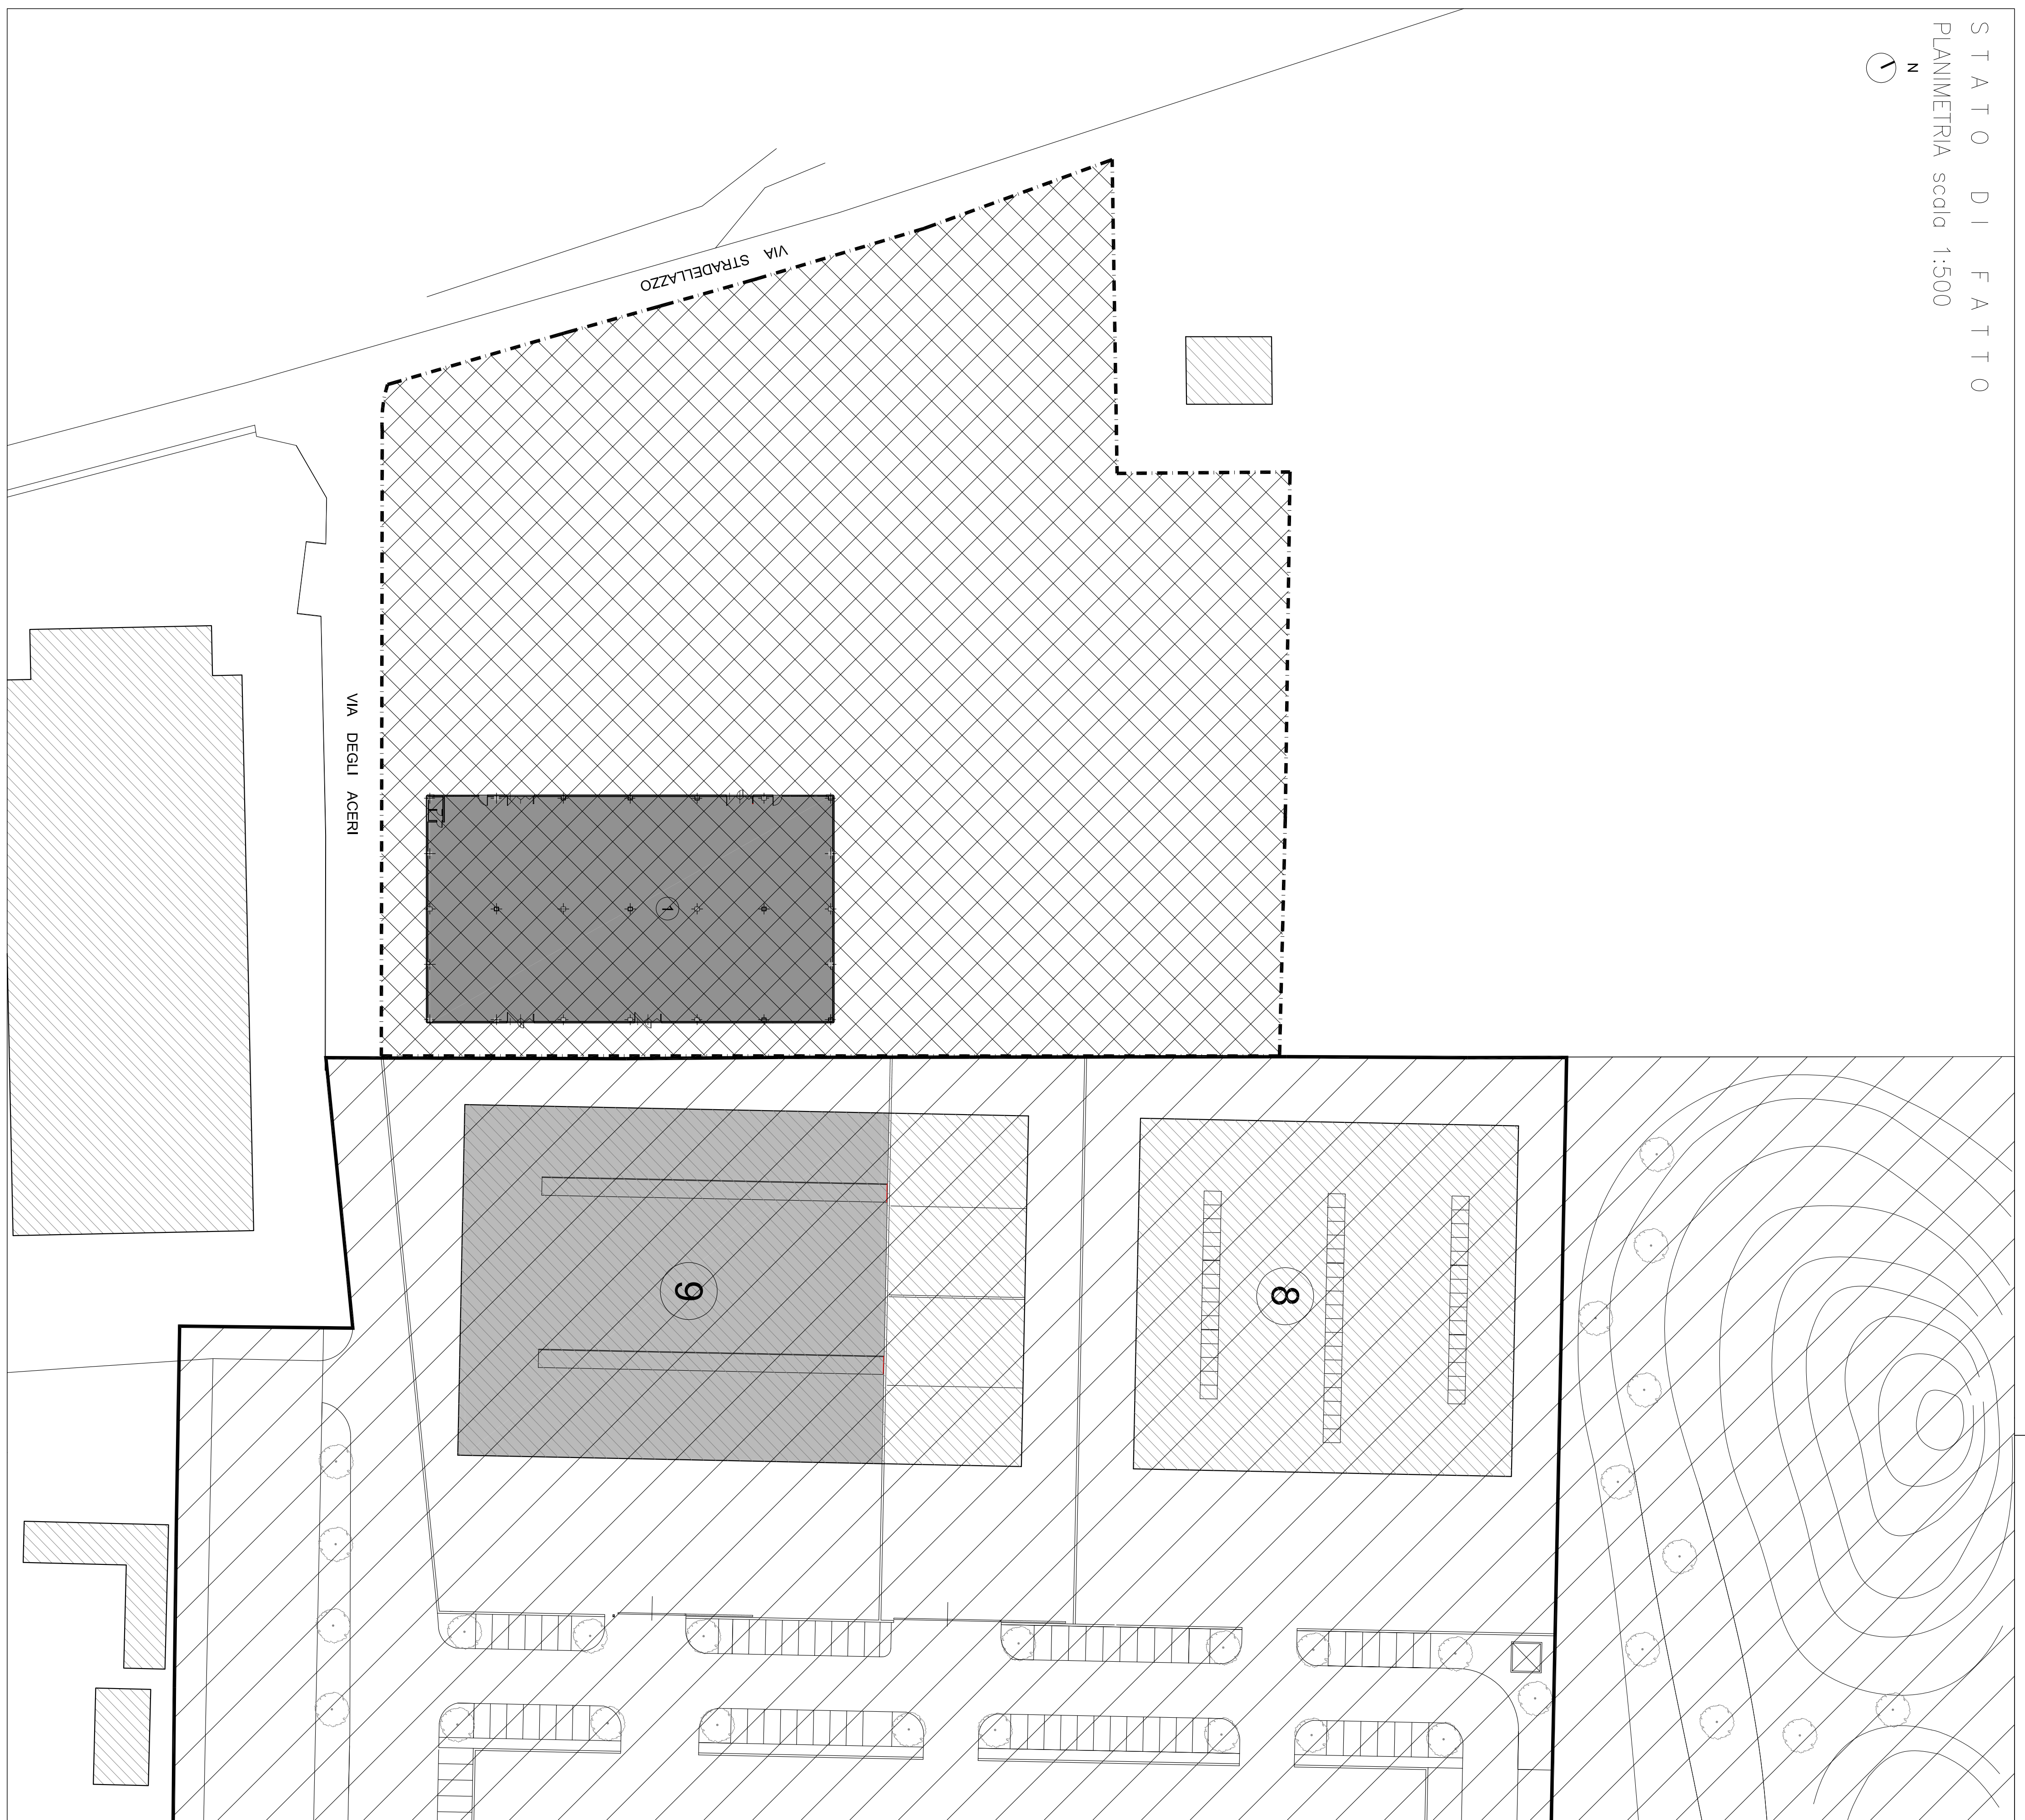 STATO DI FATTO
PLANIMETRIA scala 1:500
N
VIA STRADELLAZZO
VIA DEGLI ACERI
1
9
8